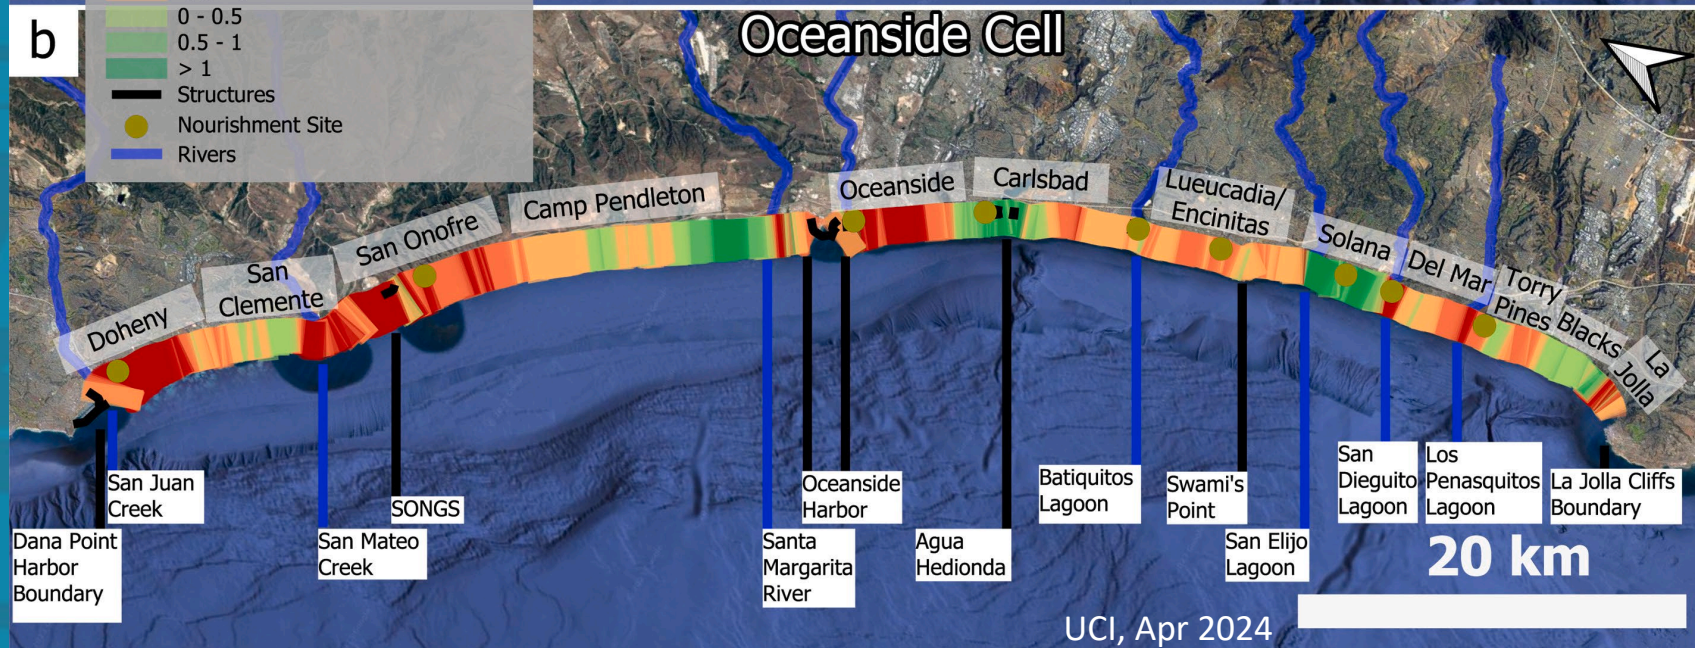 b
Oceanside Cell
0 - 0.5
0.5 - 1
> 1
Structures
Nourishment Site
Rivers
Doheny
San
Clemente
San Onofre
Camp Pendleton
Oceanside
Carlsbad
Lueucadia/
Encinitas
Solana
Del Mar
Torry
Pines
Blacks
La
Jolla
Dana Point
Harbor
Boundary
San Juan
Creek
San Mateo
Creek
SONGS
Santa
Margarita
River
Oceanside
Harbor
Agua
Hedionda
Batiquitos
Lagoon
Swami's
Point
San Elijo
Lagoon
San
Dieguito
Lagoon
Los
Penasquitos
Lagoon
La Jolla Cliffs
Boundary
20 km
UCI, Apr 2024